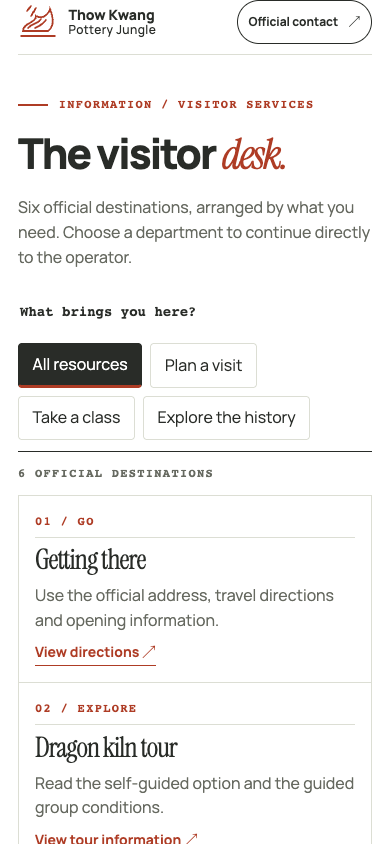 Thow Kwang
Pottery Jungle
Official contact ↗
INFORMATION / VISITOR SERVICES
The visitor desk.
Six official destinations, arranged by what you
need. Choose a department to continue directly
to the operator.
What brings you here?
All resources
Plan a visit
Take a class
Explore the history
6 OFFICIAL DESTINATIONS
01 / GO
Getting there
Use the official address, travel directions
and opening information.
View directions ↗
02 / EXPLORE
Dragon kiln tour
Read the self-guided option and the guided
group conditions.
View tour information ↗